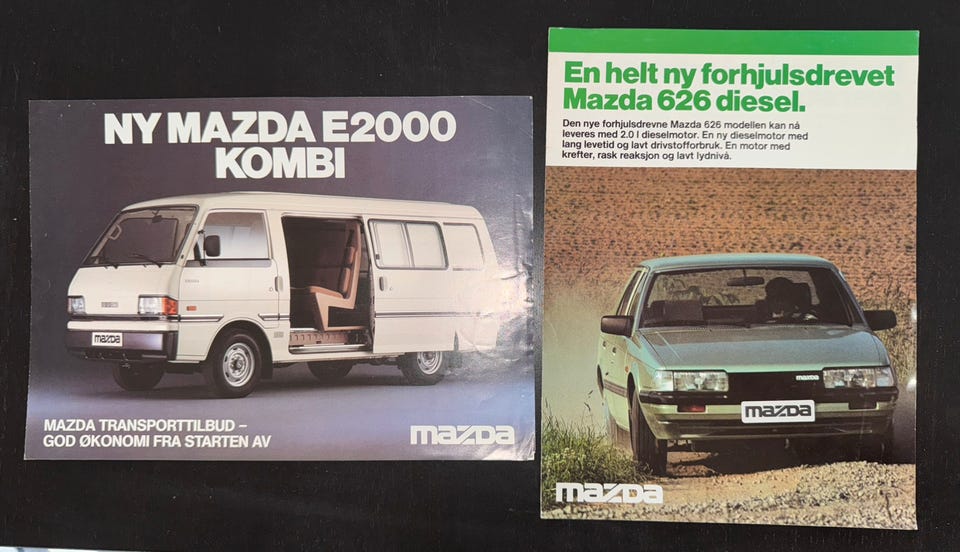 NY MAZDA E2000
KOMBI
mazda
MAZDA TRANSPORTTILBUD –
GOD ØKONOMI FRA STARTEN AV
mazda
En helt ny forhjulsdrevet
Mazda 626 diesel.
Den nye forhjulsdrevne Mazda 626 modellen kan nå
leveres med 2.0 l dieselmotor. En ny dieselmotor med
lang levetid og lavt drivstofforbruk. En motor med
krefter, rask reaksjon og lavt lydnivå.
mazda
mazda
mazda